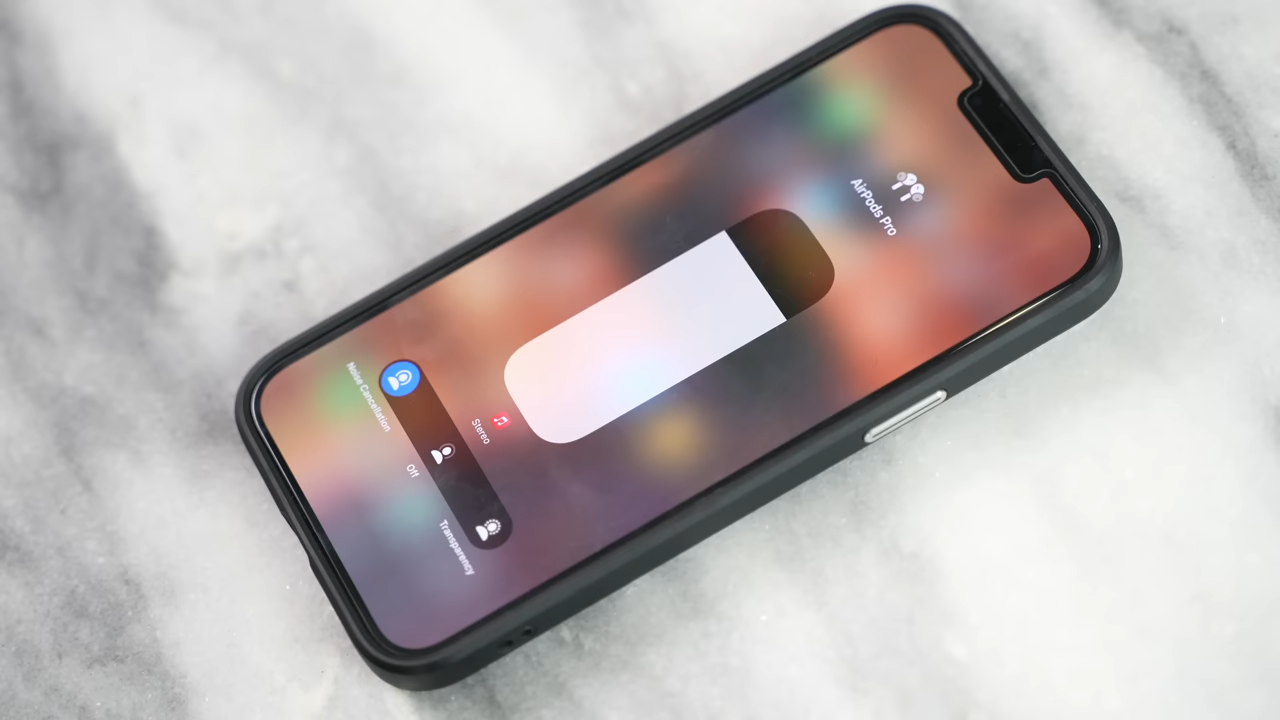 AirPods Pro
Stereo
Noise Cancellation
Off
Transparency